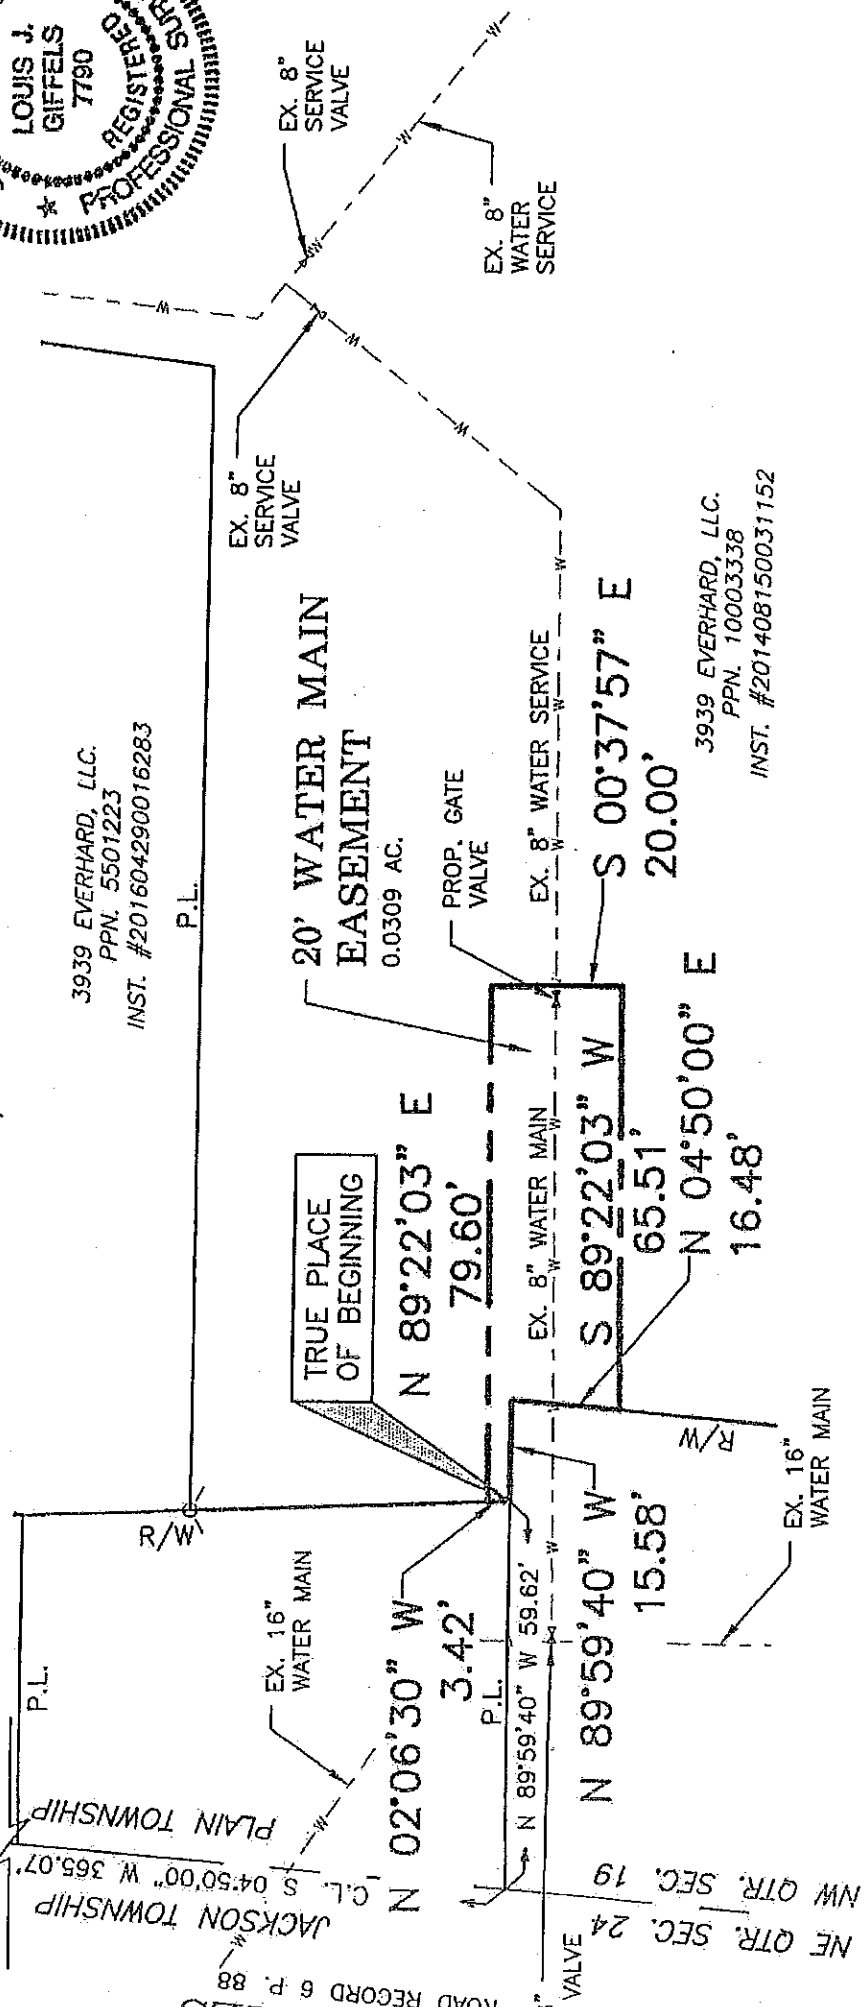 LOUIS J.
GIFFELS
7790
REGISTERED
PROFESSIONAL
EX. 8"
SERVICE
VALVE
EX. 8"
WATER
SERVICE
EX. 8"
SERVICE
VALVE
3939 EVERHARD, LLC.
PPN. 5501223
INST. #201604290016283
P.L.
20' WATER MAIN
EASEMENT
0.0309 AC.
PROP. GATE
VALVE
EX. 8" WATER SERVICE
S 00°37'57" E
20.00'
3939 EVERHARD, LLC.
PPN. 10003338
INST. #201408150031152
TRUE PLACE
OF BEGINNING
N 89°22'03" E
79.60'
EX. 8" WATER MAIN
S 89°22'03" W
65.51'
N 04°50'00" E
16.48'
R/W
R/W
EX. 16"
WATER MAIN
P.L.
EX. 16"
WATER MAIN
N 02°06'30" W
3.42'
P.L.
N 89°59'40" W 59.62'
N 89°59'40" W
15.58'
PLAIN TOWNSHIP
C.L. S 04°50'00" W 365.07'
JACKSON TOWNSHIP
NW QTR. SEC. 19
NE QTR. SEC. 24
ROAD RECORD 6 P. 88
VALVE
W
W
W
W
W
W
W
W
W
W
W
W
W
W